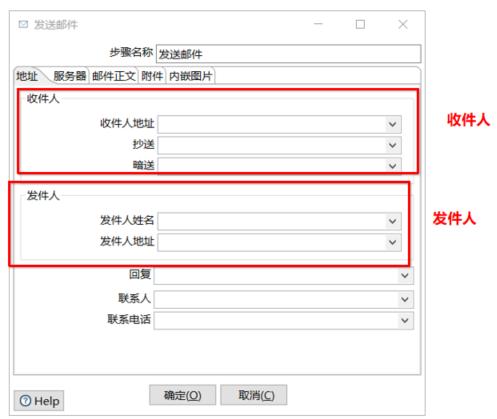 发送邮件
步骤名称 发送邮件
地址 服务器 邮件正文 附件 内嵌图片
收件人
收件人地址
收件人
抄送
暗送
发件人
发件人姓名
发件人
发件人地址
回复
联系人
联系电话
Help 确定(O) 取消(C)